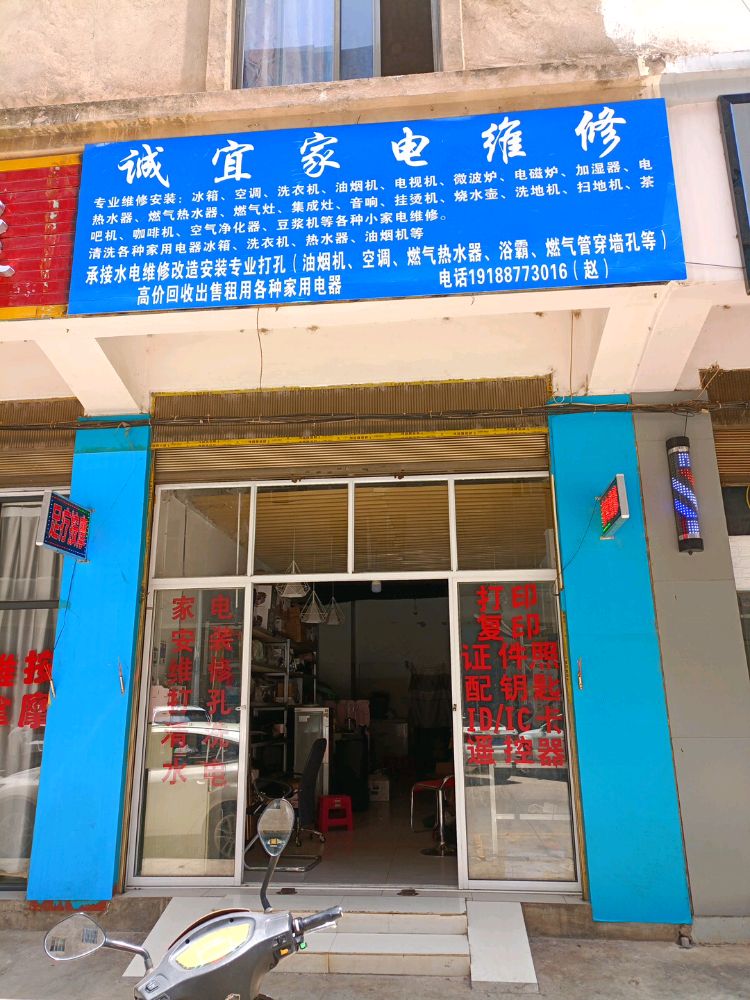 诚宜家电维修
专业维修安装：冰箱、空调、洗衣机、油烟机、电视机、微波炉、电磁炉、加湿器、电
热水器、燃气热水器、燃气灶、集成灶、音响、挂烫机、烧水壶、洗地机、扫地机、茶
吧机、咖啡机、空气净化器、豆浆机等各种小家电维修。
清洗各种家用电器冰箱、洗衣机、热水器、油烟机等
承接水电维修改造安装专业打孔（油烟机、空调、燃气热水器、浴霸、燃气管穿墙孔等）
高价回收出售租用各种家用电器 电话19188773016（赵）
足疗按摩
家电
安装
维修
打孔
清洗
水电
打印
复印
证件照
配钥匙
ID/IC卡
遥控器
按
摩